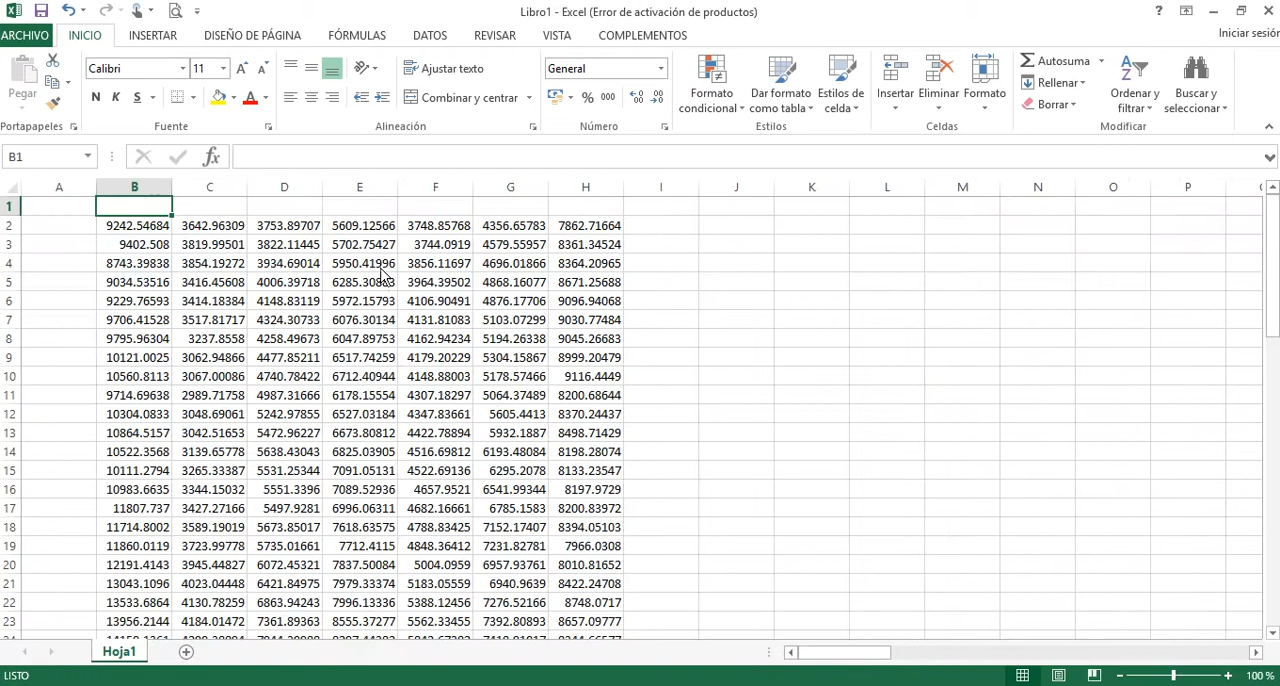 Libro1 - Excel (Error de activación de productos)
ARCHIVO INICIO INSERTAR DISEÑO DE PÁGINA FÓRMULAS DATOS REVISAR VISTA COMPLEMENTOS Iniciar sesión
Pegar
Portapapeles
Calibri 11
N K S
Fuente
Ajustar texto
Combinar y centrar
Alineación
General
% 000
Número
Formato condicional
Dar formato como tabla
Estilos de celda
Estilos
Insertar Eliminar Formato
Celdas
Autosuma
Rellenar
Borrar
Ordenar y filtrar
Buscar y seleccionar
Modificar
B1 fx
A B C D E F G H I J K L M N O P
1
2 9242.54684 3642.96309 3753.89707 5609.12566 3748.85768 4356.65783 7862.71664
3 9402.508 3819.99501 3822.11445 5702.75427 3744.0919 4579.55957 8361.34524
4 8743.39838 3854.19272 3934.69014 5950.41996 3856.11697 4696.01866 8364.20965
5 9034.53516 3416.45608 4006.39718 3964.39502 4868.16077 8671.25688
6 9229.76593 3414.18384 4148.83119 5972.15793 4106.90491 4876.17706 9096.94068
7 9706.41528 3517.81717 4324.30733 6076.30134 4131.81083 5103.07299 9030.77484
8 9795.96304 3237.8558 4258.49673 6047.89753 4162.94234 5194.26338 9045.26683
9 10121.0025 3062.94866 4477.85211 6517.74259 4179.20229 5304.15867 8999.20479
10 10560.8113 3067.00086 4740.78422 6712.40944 4148.88003 5178.57466 9116.4449
11 9714.69638 2989.71758 4987.31666 6178.15554 4307.18297 5064.37489 8200.68644
12 10304.0833 3048.69061 5242.97855 6527.03184 4347.83661 5605.4413 8370.24437
13 10864.5157 3042.51653 5472.96227 6673.80812 4422.78894 5932.1887 8498.71429
14 10522.3568 3139.65778 5638.43043 6825.03905 4516.69812 6193.48084 8198.28074
15 10111.2794 3265.33387 5531.25344 7091.05131 4522.69136 6295.2078 8133.23547
16 10983.6635 3344.15032 5551.3396 7089.52936 4657.9521 6541.99344 8197.9729
17 11807.737 3427.27166 5497.9281 6996.06311 4682.16661 6785.1583 8200.83972
18 11714.8002 3589.19019 5673.85017 7618.63575 4788.83425 7152.17407 8394.05103
19 11860.0119 3723.99778 5735.01661 7712.4115 4848.36412 7231.82781 7966.0308
20 12191.4143 3945.44827 6072.45321 7837.50084 5004.0959 6957.93761 8010.81652
21 13043.1096 4023.04448 6421.84975 7979.33374 5183.05559 6940.9639 8422.24708
22 13533.6864 4130.78259 6863.94243 7996.13336 5388.12456 7276.52166 8748.0717
23 13956.2144 4184.01472 7361.89363 8555.37277 5562.33455 7392.80893 8657.09777
Hoja1
LISTO 100 %